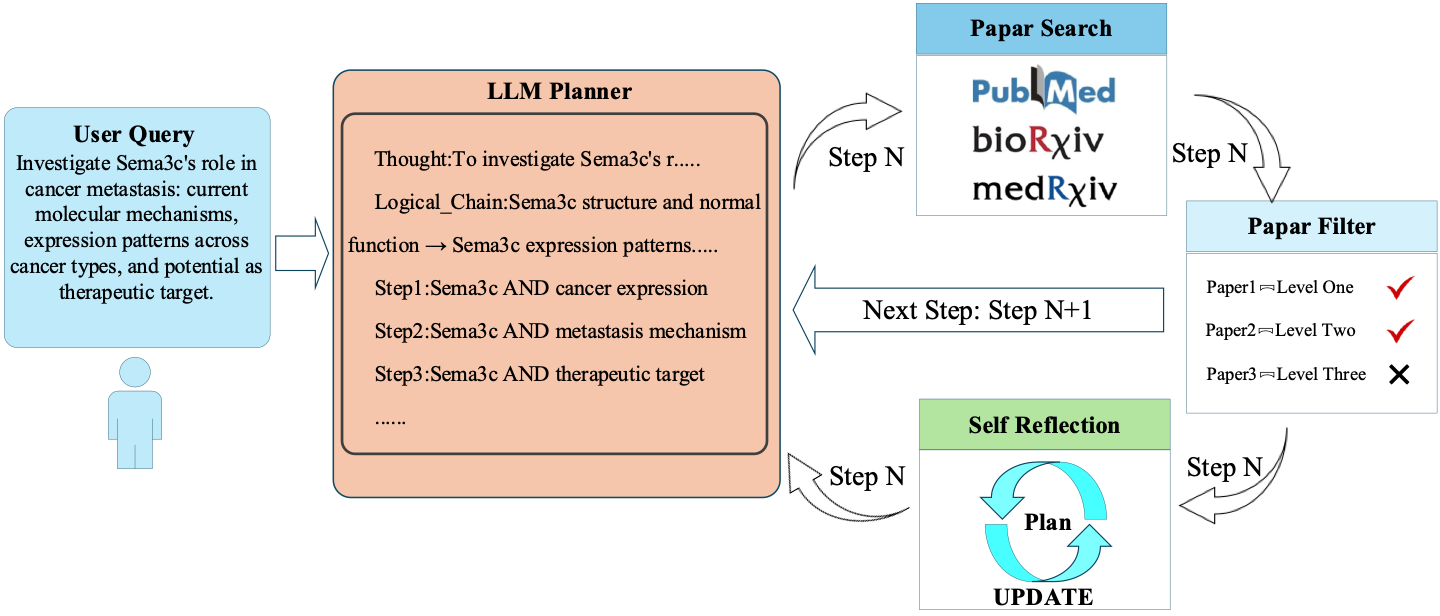 User Query
Investigate Sema3c's role in
cancer metastasis: current
molecular mechanisms,
expression patterns across
cancer types, and potential as
therapeutic target.
LLM Planner
Thought:To investigate Sema3c's r.....
Logical_Chain:Sema3c structure and normal
function → Sema3c expression patterns.....
Step1:Sema3c AND cancer expression
Step2:Sema3c AND metastasis mechanism
Step3:Sema3c AND therapeutic target
......
Step N
Papar Search
PubMed
bioRχiv
medRχiv
Step N
Papar Filter
Paper1 Level One
Paper2 Level Two
Paper3 Level Three
Next Step: Step N+1
Step N
Self Reflection
Plan
UPDATE
Step N